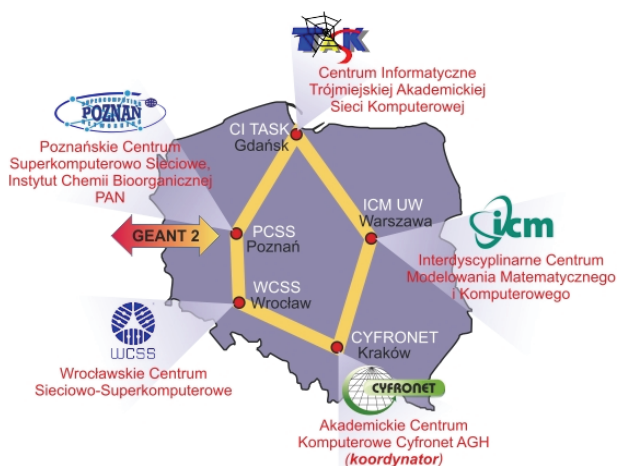 TASK
Centrum Informatyczne
Trójmiejskiej Akademickiej
Sieci Komputerowej
SUPERCOMPUTING
POZNAŃ
NETWORKING
Poznańskie Centrum
Superkomputerowo Sieciowe,
Instytut Chemii Bioorganicznej
PAN
CI TASK
Gdańsk
ICM UW
Warszawa
icm
Interdyscyplinarne Centrum
Modelowania Matematycznego
i Komputerowego
GEANT 2
PCSS
Poznań
WCSS
Wrocław
WCSS
Wrocławskie Centrum
Sieciowo-Superkomputerowe
CYFRONET
Kraków
CYFRONET
Akademickie Centrum
Komputerowe Cyfronet AGH
(koordynator)